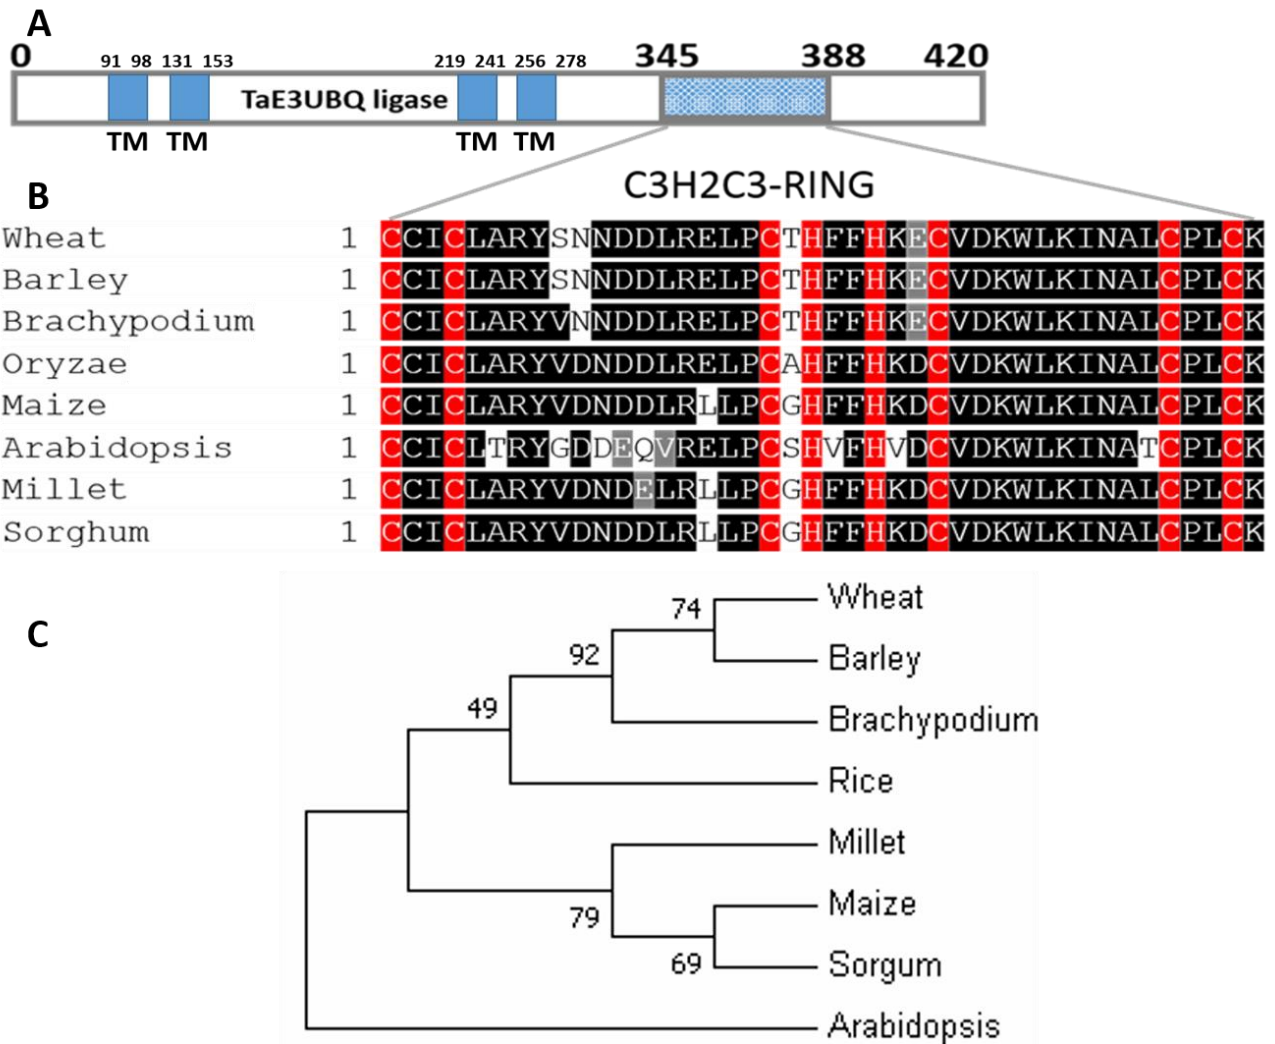 A
0 91 98 131 153 219 241 256 278 345 388 420
TaE3UBQ ligase
TM TM TM TM
C3H2C3-RING
B
Wheat 1 CCICLARYSNNDDLRELPCTHFFHKECVDKWLKINALCPLCK
Barley 1 CCICLARYSNNDDLRELPCTHFFHKECVDKWLKINALCPLCK
Brachypodium 1 CCICLARYVNNDDLRELPCTHFFHKECVDKWLKINALCPLCK
Oryzae 1 CCICLARYVDNDDLRELPCAHFFHKDCVDKWLKINALCPLCK
Maize 1 CCICLARYVDNDDLRLLPCGHFFHKDCVDKWLKINALCPLCK
Arabidopsis 1 CCICLTRYGDDEQVRELPCSHVFHVDCVDKWLKINATCPLCK
Millet 1 CCICLARYVDNDELRLLPCGHFFHKDCVDKWLKINALCPLCK
Sorghum 1 CCICLARYVDNDDLRLLPCGHFFHKDCVDKWLKINALCPLCK
C
74 Wheat
92 Barley
49 Brachypodium
Rice
Millet
79 Maize
69 Sorgum
Arabidopsis